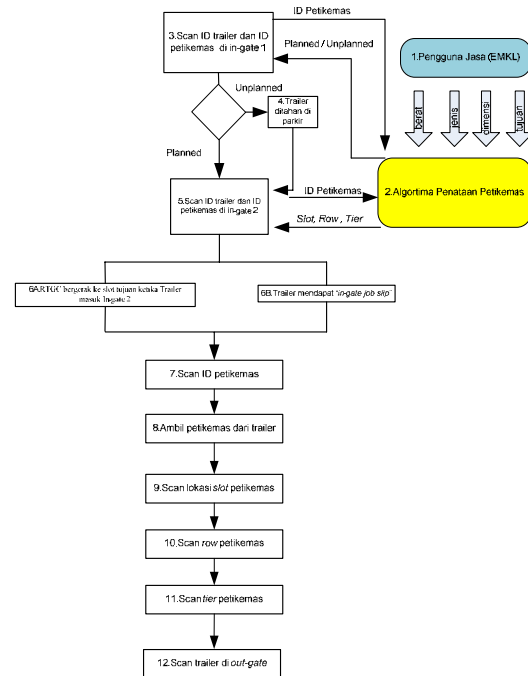 ID Petikemas
3.Scan ID trailer dan ID
petikemas di in-gate 1
Planned / Unplanned
1.Pengguna Jasa (EMKL)
Unplanned
4.Trailer
ditahan di
parkir
berat
jenis
dimensi
tujuan
Planned
5.Scan ID trailer dan ID
petikemas di in-gate 2
ID Petikemas
2.Algortima Penataan Petikemas
Slot, Row , Tier
6A.RTGC bergerak ke slot tujuan ketika Trailer
masuk In-gate 2
6B.Trailer mendapat "in-gate job slip"
7.Scan ID petikemas
8.Ambil petikemas dari trailer
9.Scan lokasi slot petikemas
10.Scan row petikemas
11.Scan tier petikemas
12.Scan trailer di out-gate